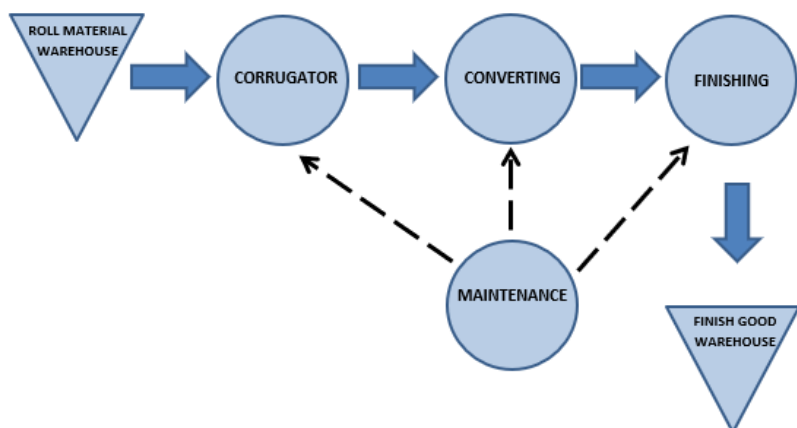 ROLL MATERIAL
WAREHOUSE
CORRUGATOR
CONVERTING
FINISHING
MAINTENANCE
FINISH GOOD
WAREHOUSE